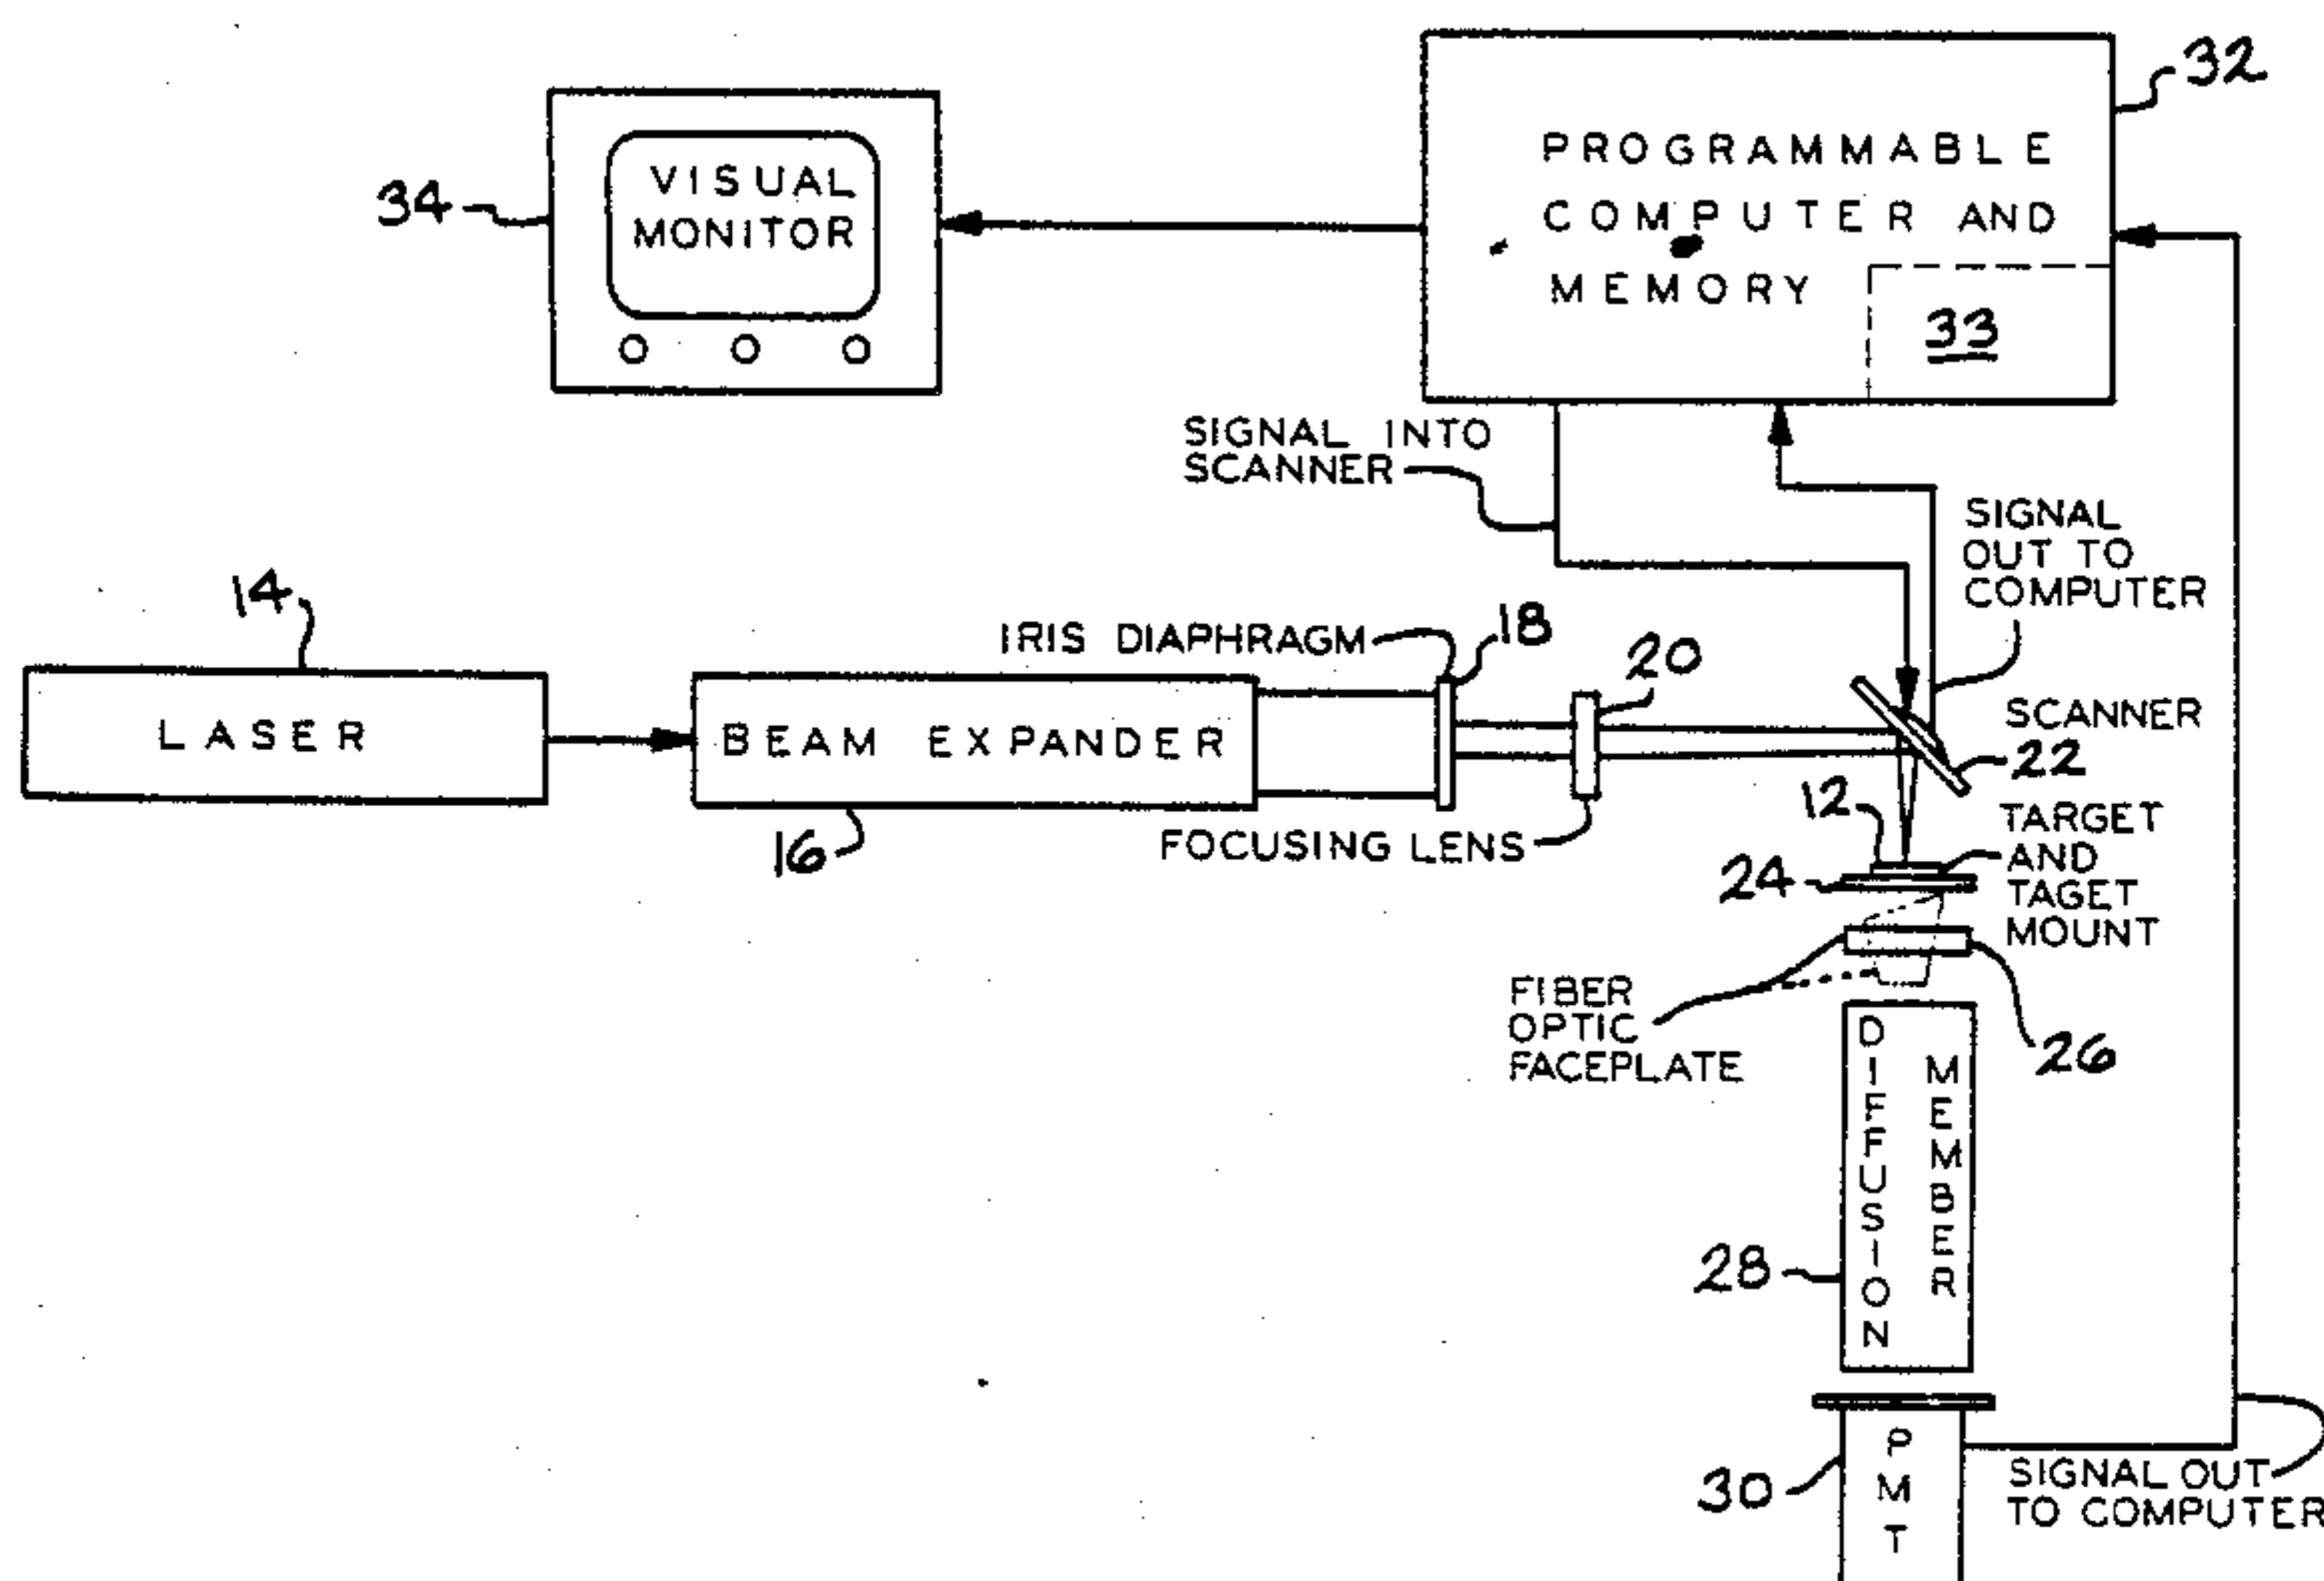 32
PROGRAMMABLE
COMPUTER AND
MEMORY
33
VISUAL
MONITOR
34
SIGNAL INTO
SCANNER
SIGNAL
OUT TO
COMPUTER
14
LASER
BEAM EXPANDER
16
IRIS DIAPHRAGM
18
20
FOCUSING LENS
SCANNER
22
12
TARGET
AND
TAGET
MOUNT
24
FIBER
OPTIC
FACEPLATE
26
DIFFUSION
MEMBER
28
30
PMT
SIGNAL OUT
TO COMPUTER